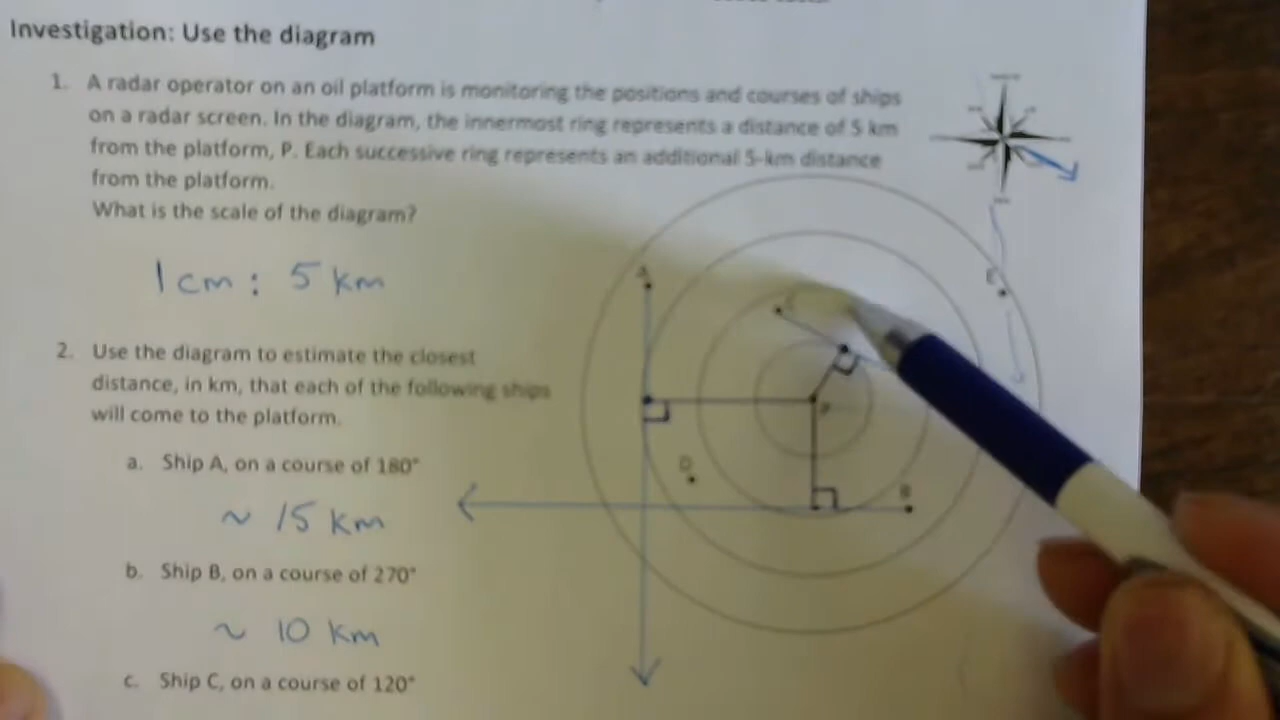 Investigation: Use the diagram
1. A radar operator on an oil platform is monitoring the positions and courses of ships
on a radar screen. In the diagram, the innermost ring represents a distance of 5 km
from the platform, P. Each successive ring represents an additional 5-km distance
from the platform.
What is the scale of the diagram?
1 cm : 5 km
2. Use the diagram to estimate the closest
distance, in km, that each of the following ships
will come to the platform.
a. Ship A, on a course of 180°
~ 15 km
b. Ship B, on a course of 270°
~ 10 km
c. Ship C, on a course of 120°
A
C
E
P
D
B